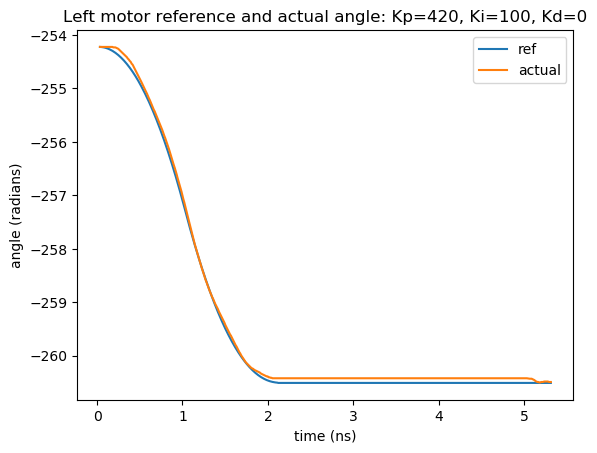 Left motor reference and actual angle: Kp=420, Ki=100, Kd=0
ref
actual
angle (radians)
−254
−255
−256
−257
−258
−259
−260
0
1
2
3
4
5
time (ns)